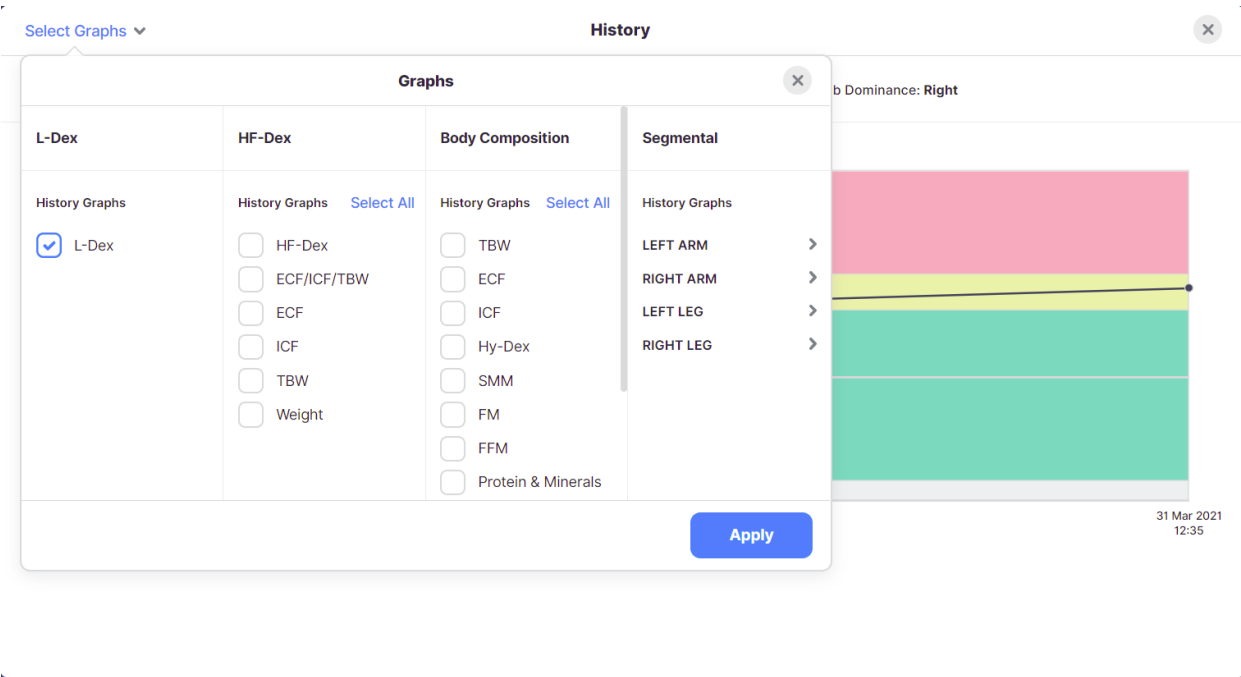 Select Graphs
History
Graphs
Dominance: Right
L-Dex
HF-Dex
Body Composition
Segmental
History Graphs
L-Dex
History Graphs Select All
HF-Dex
ECF/ICF/TBW
ECF
ICF
TBW
Weight
History Graphs Select All
TBW
ECF
ICF
Hy-Dex
SMM
FM
FFM
Protein & Minerals
History Graphs
LEFT ARM
RIGHT ARM
LEFT LEG
RIGHT LEG
Apply
31 Mar 2021
12:35